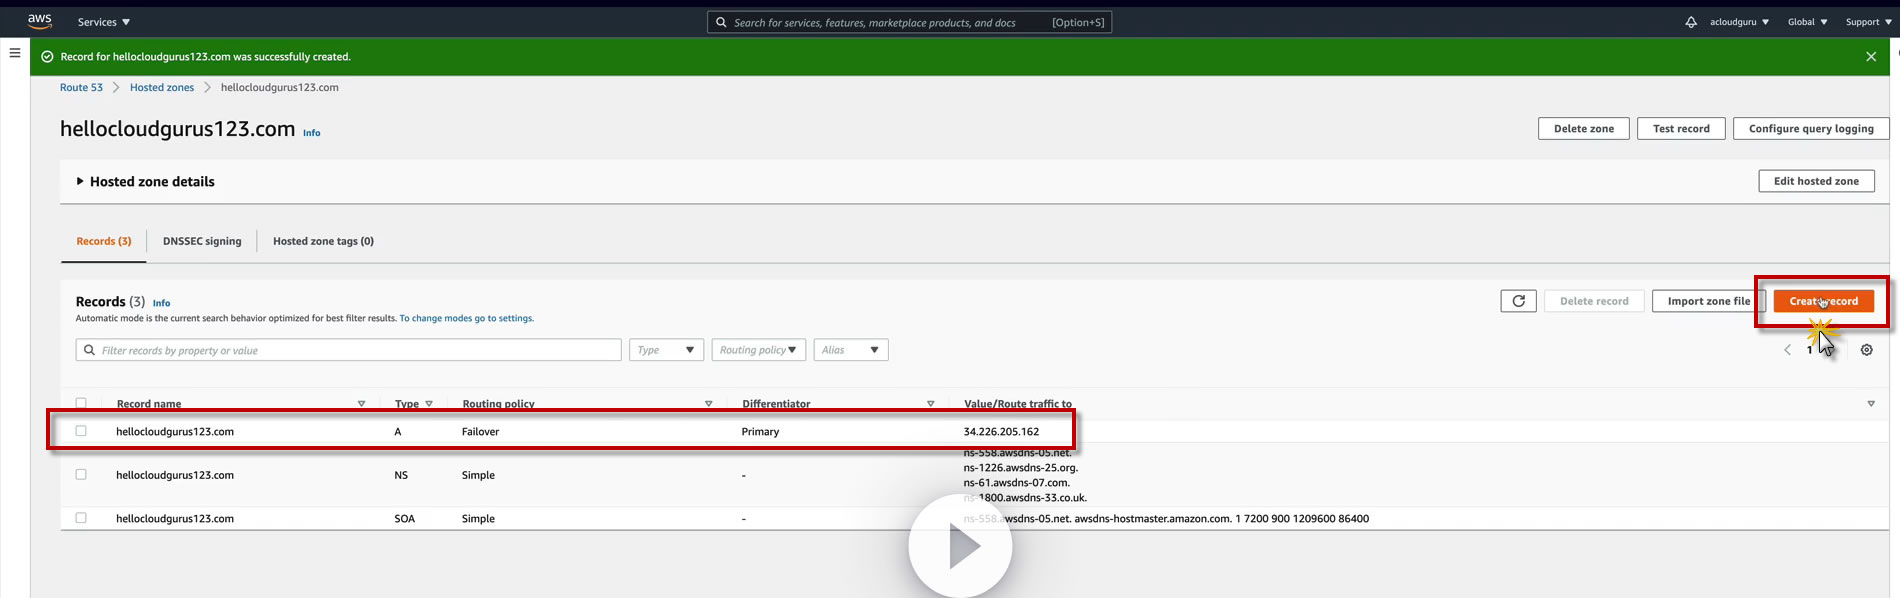 aws Services Search for services, features, marketplace products, and docs [Option+S] acloudguru Global Support
Record for hellocloudgurus123.com was successfully created.
Route 53 Hosted zones hellocloudgurus123.com
hellocloudgurus123.com Info Delete zone Test record Configure query logging
Hosted zone details Edit hosted zone
Records (3) DNSSEC signing Hosted zone tags (0)
Records (3) Info Delete record Import zone file Create record
Automatic mode is the current search behavior optimized for best filter results. To change modes go to settings.
Filter records by property or value Type Routing policy Alias 1
Record name Type Routing policy Differentiator Value/Route traffic to
hellocloudgurus123.com A Failover Primary 34.226.205.162
ns-558.awsdns-05.net.
ns-1226.awsdns-25.org.
hellocloudgurus123.com NS Simple -
ns-61.awsdns-07.com.
ns-1800.awsdns-33.co.uk.
hellocloudgurus123.com SOA Simple - ns-558.awsdns-05.net. awsdns-hostmaster.amazon.com. 1 7200 900 1209600 86400